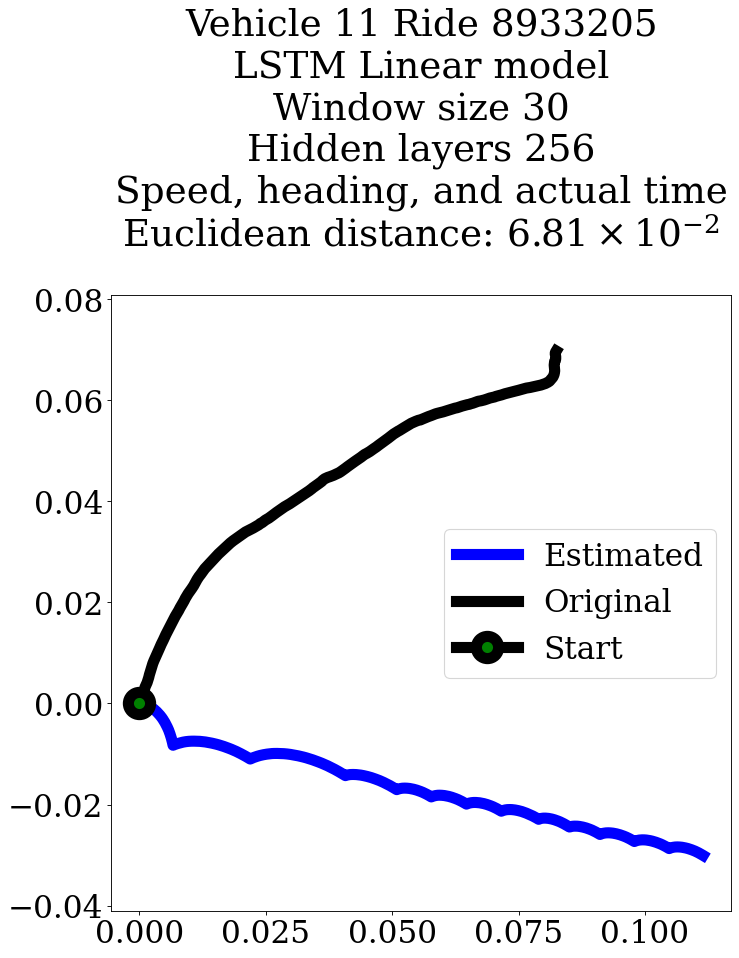 Vehicle 11 Ride 8933205
LSTM Linear model
Window size 30
Hidden layers 256
Speed, heading, and actual time
Euclidean distance: 6.81 × 10⁻²
0.08
0.06
0.04
0.02
0.00
−0.02
−0.04
Estimated
Original
Start
0.000 0.025 0.050 0.075 0.100